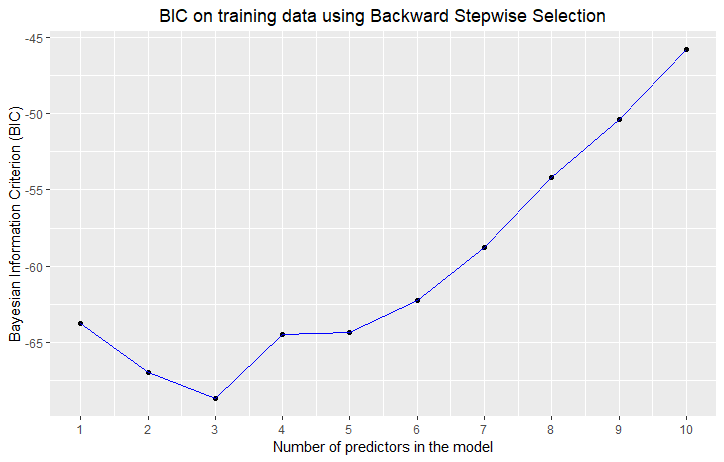 BIC on training data using Backward Stepwise Selection
Bayesian Information Criterion (BIC)
-45
-50
-55
-60
-65
1 2 3 4 5 6 7 8 9 10
Number of predictors in the model